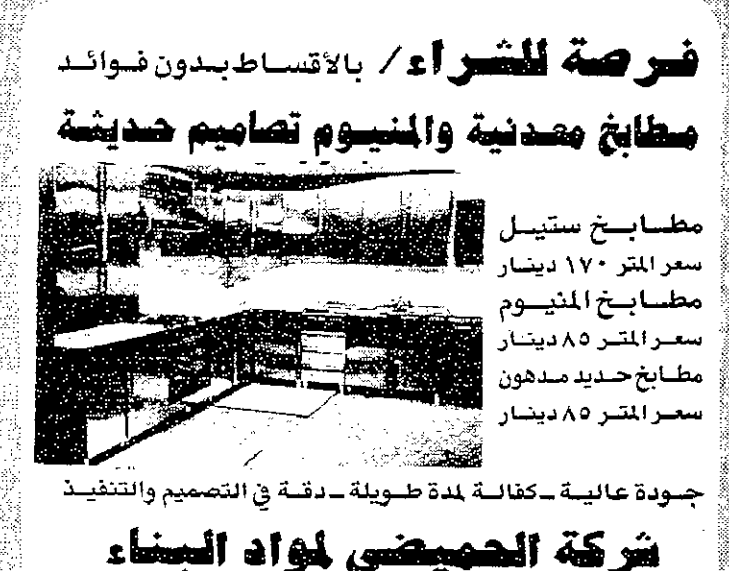 فرصة للشراء / بالأقساط بدون فوائد
مطابخ معدنية والمنيوم تصاميم حديثة
مطابخ ستيل
سعر المتر ١٧٠ دينار
مطابخ المنيوم
سعر المتر ٨٥ دينار
مطابخ حديد مدهون
سعر المتر ٨٥ دينار
جودة عالية - كفالة لمدة طويلة - دقة في التصميم والتنفيذ
شركة الحميضي لمواد البناء